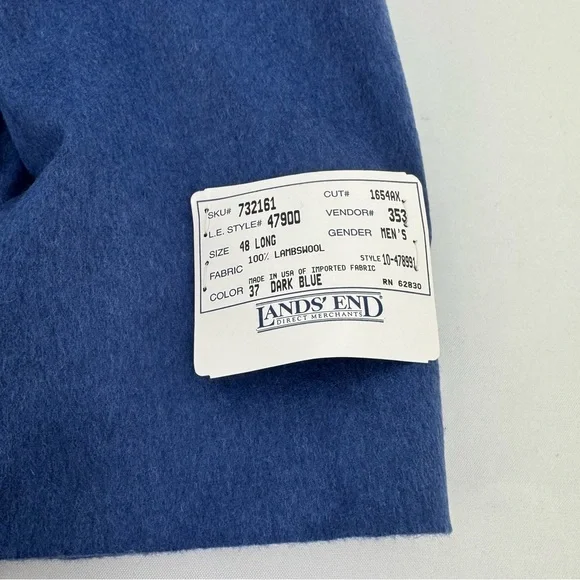 SKU# 732161 CUT# 1654AX
L.E. STYLE# 47900 VENDOR# 353
SIZE 48 LONG GENDER MEN'S
FABRIC 100% LAMBSWOOL STYLE 10-478991
MADE IN USA OF IMPORTED FABRIC
COLOR 37 DARK BLUE RN 62830
LANDS' END
DIRECT MERCHANTS